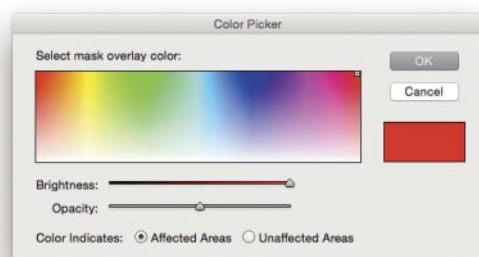 Color Picker
Select mask overlay color:
OK
Cancel
Brightness:
Opacity:
Color Indicates: Affected Areas Unaffected Areas